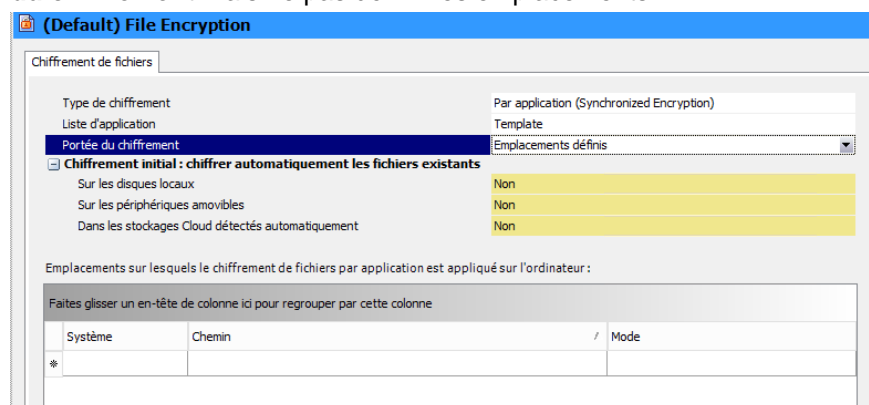 (Default) File Encryption
Chiffrement de fichiers
Type de chiffrement Par application (Synchronized Encryption)
Liste d'application Template
Portée du chiffrement Emplacements définis
Chiffrement initial : chiffrer automatiquement les fichiers existants
Sur les disques locaux Non
Sur les périphériques amovibles Non
Dans les stockages Cloud détectés automatiquement Non
Emplacements sur lesquels le chiffrement de fichiers par application est appliqué sur l'ordinateur :
Faites glisser un en-tête de colonne ici pour regrouper par cette colonne
Système Chemin Mode